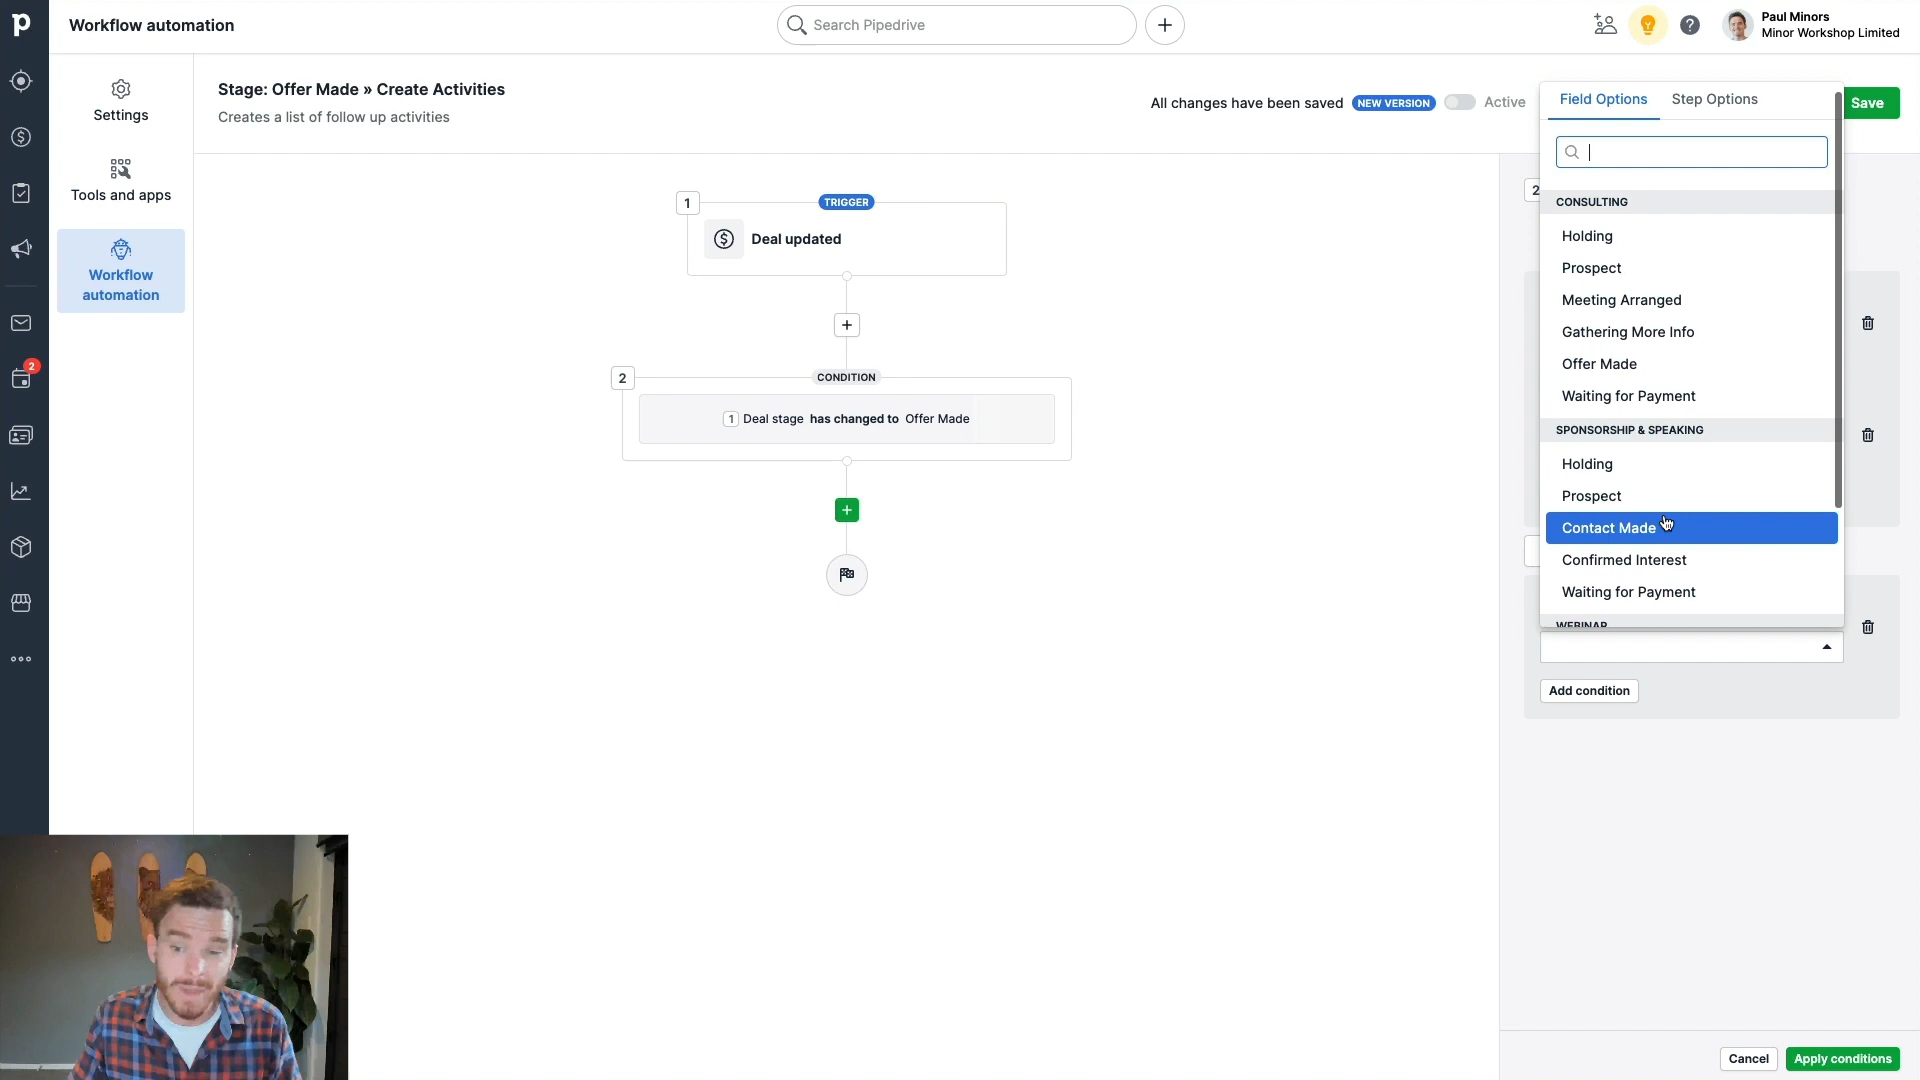 p
Workflow automation
Search Pipedrive
Paul Minors
Minor Workshop Limited
Settings
Tools and apps
Workflow
automation
2
Stage: Offer Made » Create Activities
Creates a list of follow up activities
All changes have been saved
NEW VERSION
Active
Save
1
TRIGGER
Deal updated
2
CONDITION
1 Deal stage has changed to Offer Made
2
Field Options
Step Options
CONSULTING
Holding
Prospect
Meeting Arranged
Gathering More Info
Offer Made
Waiting for Payment
SPONSORSHIP & SPEAKING
Holding
Prospect
Contact Made
Confirmed Interest
Waiting for Payment
WEBINAR
Add condition
Cancel
Apply conditions